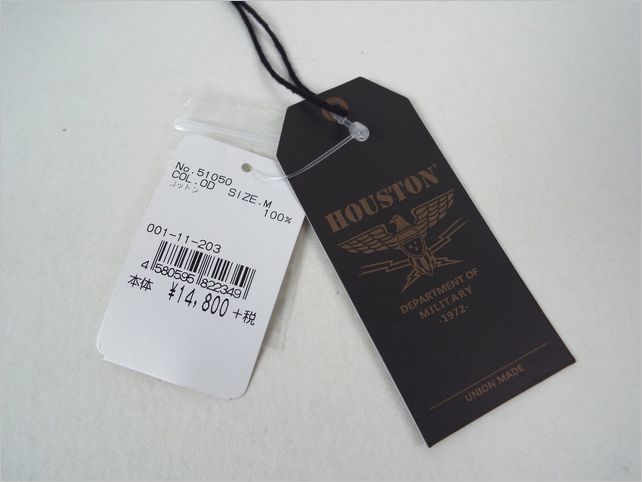 No.51050
COL.OD SIZE.M
コットン 100%
001-11-203
4 580595 822349
本体 ¥14,800 +税
HOUSTON®
DEPARTMENT OF
MILITARY
-1972-
UNION MADE